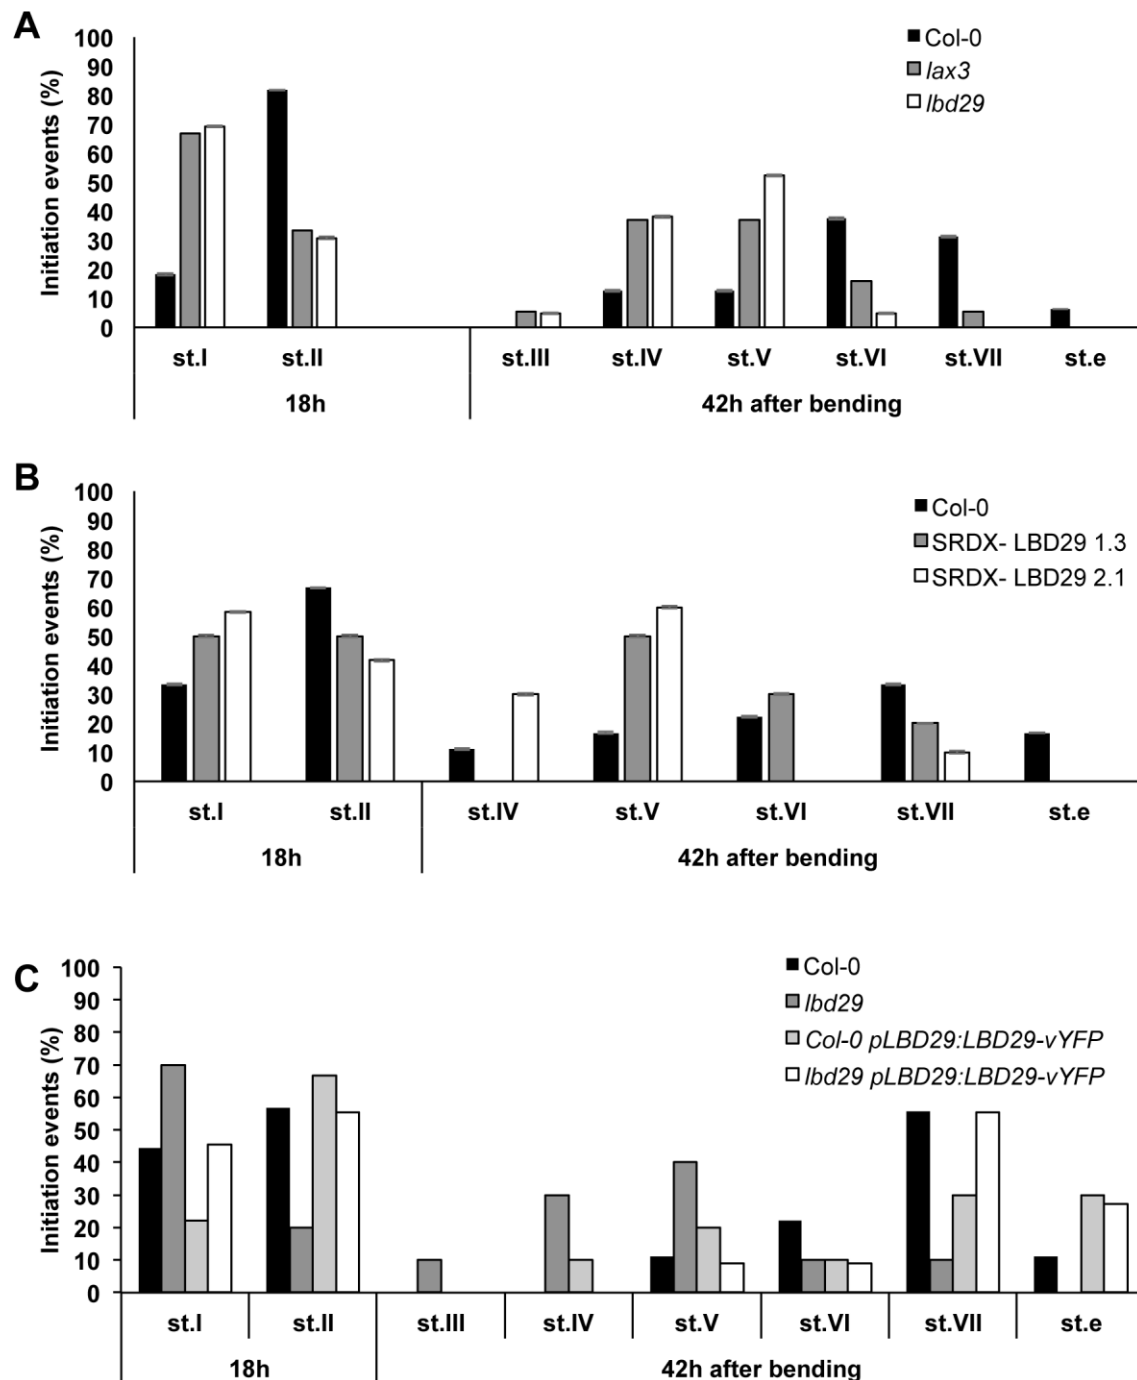 A
Initiation events (%)
100
90
80
70
60
50
40
30
20
10
0
Col-0
lax3
lbd29
st.I st.II st.III st.IV st.V st.VI st.VII st.e
18h 42h after bending
B
Initiation events (%)
100
90
80
70
60
50
40
30
20
10
0
Col-0
SRDX- LBD29 1.3
SRDX- LBD29 2.1
st.I st.II st.IV st.V st.VI st.VII st.e
18h 42h after bending
C
Initiation events (%)
100
90
80
70
60
50
40
30
20
10
0
Col-0
lbd29
Col-0 pLBD29:LBD29-vYFP
lbd29 pLBD29:LBD29-vYFP
st.I st.II st.III st.IV st.V st.VI st.VII st.e
18h 42h after bending